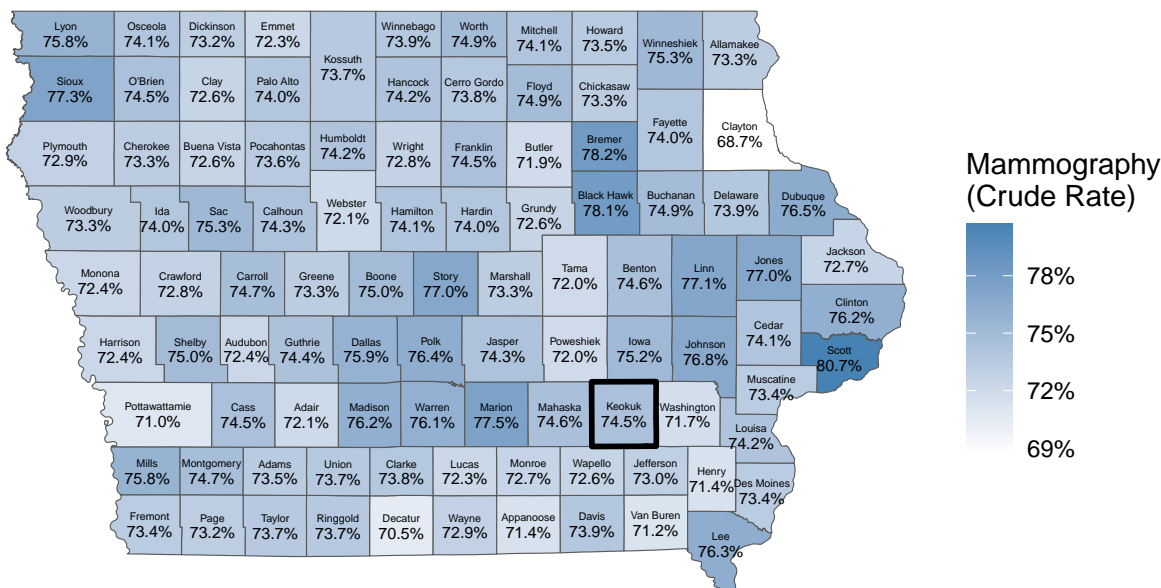 Lyon
75.8%
Osceola
74.1%
Dickinson
73.2%
Emmet
72.3%
Kossuth
73.7%
Winnebago
73.9%
Worth
74.9%
Mitchell
74.1%
Howard
73.5%
Winneshiek
75.3%
Allamakee
73.3%
Sioux
77.3%
O'Brien
74.5%
Clay
72.6%
Palo Alto
74.0%
Hancock
74.2%
Cerro Gordo
73.8%
Floyd
74.9%
Chickasaw
73.3%
Fayette
74.0%
Clayton
68.7%
Plymouth
72.9%
Cherokee
73.3%
Buena Vista
72.6%
Pocahontas
73.6%
Humboldt
74.2%
Wright
72.8%
Franklin
74.5%
Butler
71.9%
Bremer
78.2%
Woodbury
73.3%
Ida
74.0%
Sac
75.3%
Calhoun
74.3%
Webster
72.1%
Hamilton
74.1%
Hardin
74.0%
Grundy
72.6%
Black Hawk
78.1%
Buchanan
74.9%
Delaware
73.9%
Dubuque
76.5%
Monona
72.4%
Crawford
72.8%
Carroll
74.7%
Greene
73.3%
Boone
75.0%
Story
77.0%
Marshall
73.3%
Tama
72.0%
Benton
74.6%
Linn
77.1%
Jones
77.0%
Jackson
72.7%
Clinton
76.2%
Harrison
72.4%
Shelby
75.0%
Audubon
72.4%
Guthrie
74.4%
Dallas
75.9%
Polk
76.4%
Jasper
74.3%
Poweshiek
72.0%
Iowa
75.2%
Johnson
76.8%
Cedar
74.1%
Scott
80.7%
Muscatine
73.4%
Pottawattamie
71.0%
Cass
74.5%
Adair
72.1%
Madison
76.2%
Warren
76.1%
Marion
77.5%
Mahaska
74.6%
Keokuk
74.5%
Washington
71.7%
Louisa
74.2%
Mills
75.8%
Montgomery
74.7%
Adams
73.5%
Union
73.7%
Clarke
73.8%
Lucas
72.3%
Monroe
72.7%
Wapello
72.6%
Jefferson
73.0%
Henry
71.4%
Des Moines
73.4%
Fremont
73.4%
Page
73.2%
Taylor
73.7%
Ringgold
73.7%
Decatur
70.5%
Wayne
72.9%
Appanoose
71.4%
Davis
73.9%
Van Buren
71.2%
Lee
76.3%
Mammography
(Crude Rate)
78%
75%
72%
69%